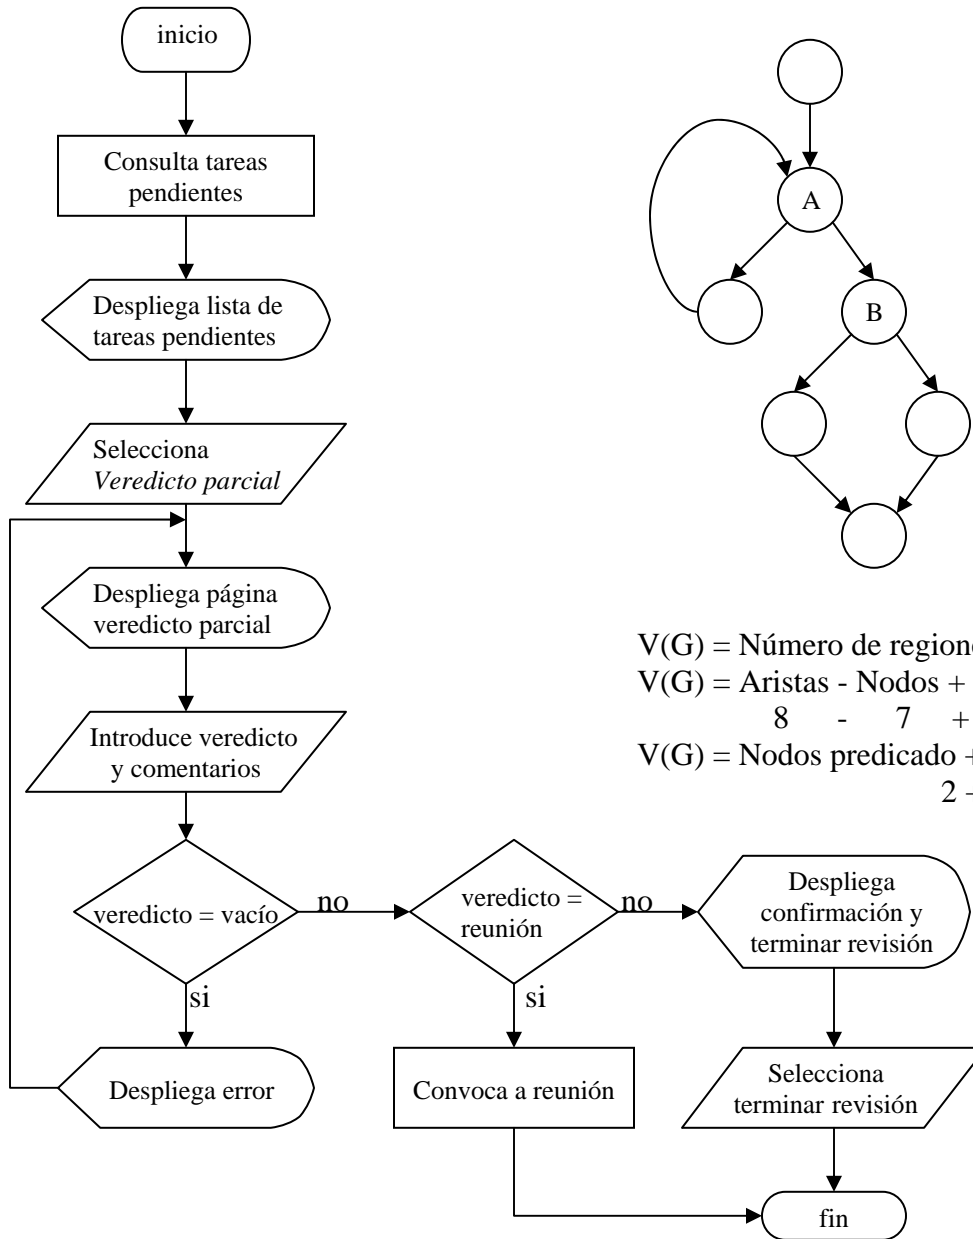 inicio
Consulta tareas
pendientes
Despliega lista de
tareas pendientes
Selecciona
Veredicto parcial
Despliega página
veredicto parcial
Introduce veredicto
y comentarios
veredicto = vacío
no
si
Despliega error
veredicto =
reunión
no
si
Convoca a reunión
Despliega
confirmación y
terminar revisión
Selecciona
terminar revisión
fin
A
B
V(G) = Número de
V(G) = Aristas - Nodos +
8 - 7 +
V(G) = Nodos predicado +
2